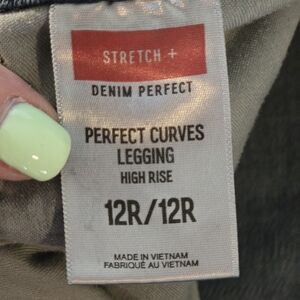 STRETCH +
DENIM PERFECT
PERFECT CURVES
LEGGING
HIGH RISE
12R/12R
MADE IN VIETNAM
FABRIQUÉ AU VIETNAM